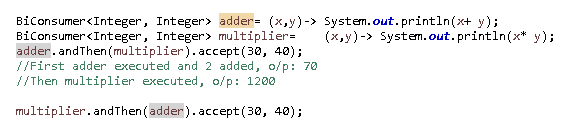 BiConsumer<Integer, Integer> adder= (x,y)-> System.out.println(x+ y);
BiConsumer<Integer, Integer> multiplier= (x,y)-> System.out.println(x* y);
adder.andThen(multiplier).accept(30, 40);
//First adder executed and 2 added, o/p: 70
//Then multiplier executed, o/p: 1200
multiplier.andThen(adder).accept(30, 40);